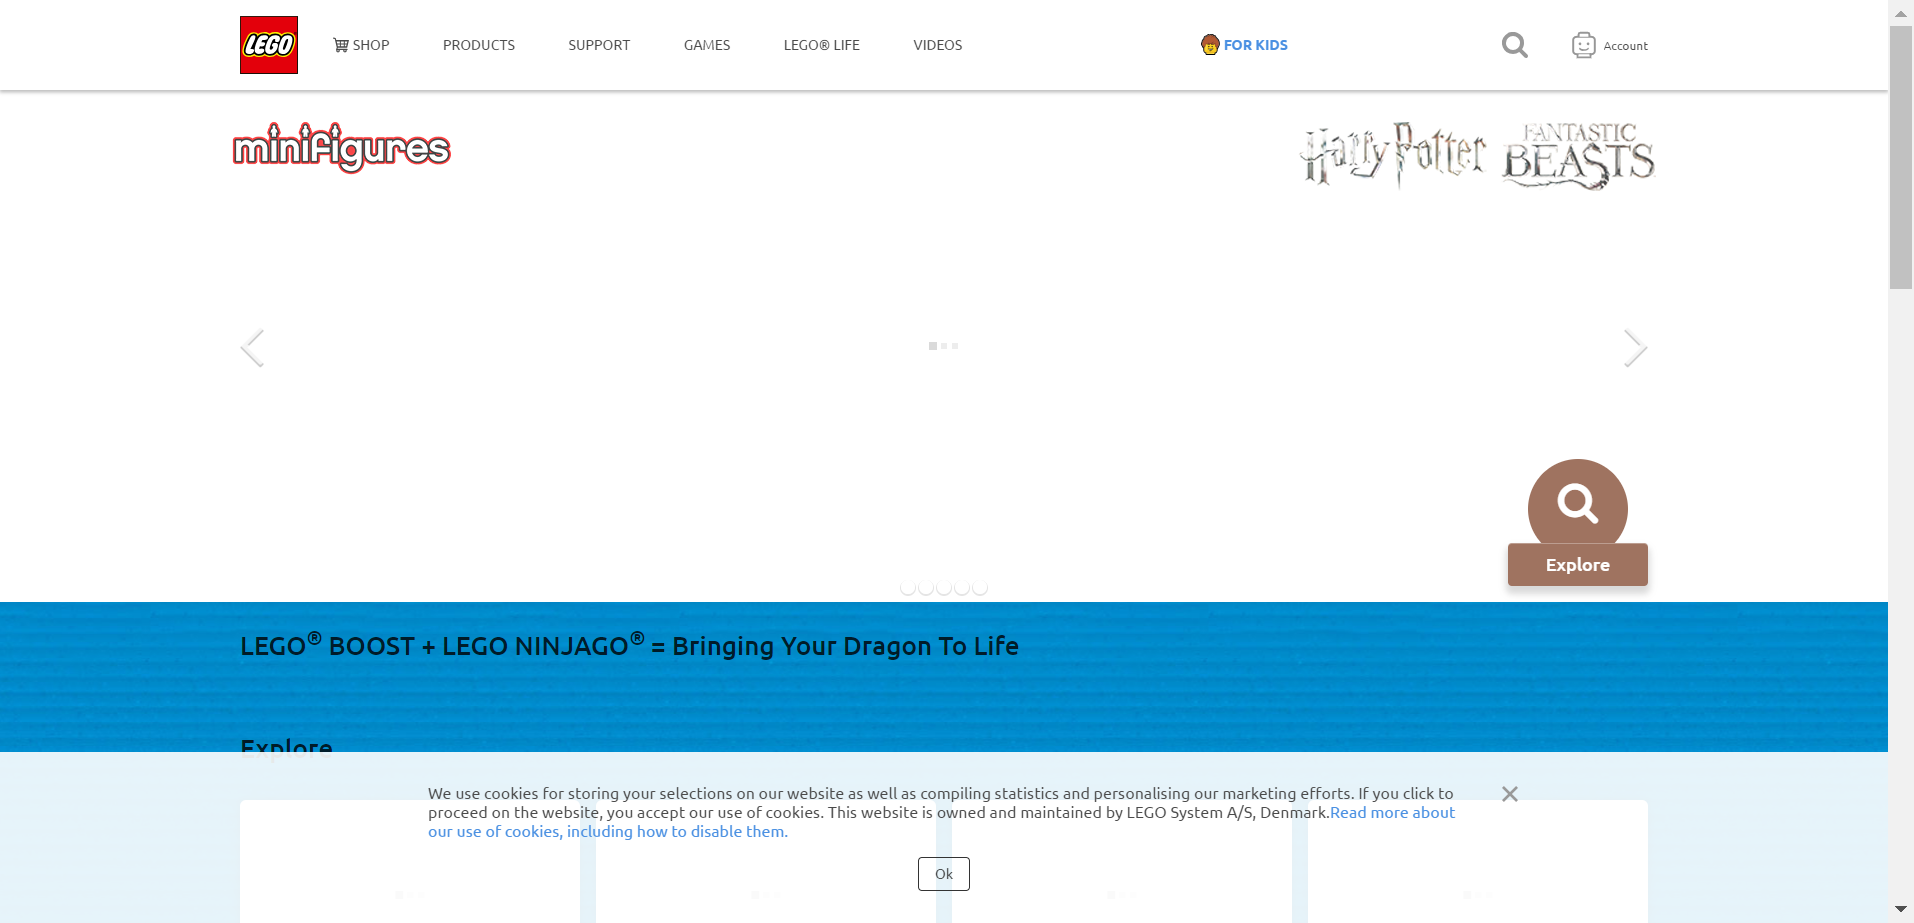 LEGO
SHOP
PRODUCTS
SUPPORT
GAMES
LEGO® LIFE
VIDEOS
FOR KIDS
Account
minifigures
Harry Potter
FANTASTIC
BEASTS
Explore
LEGO® BOOST + LEGO NINJAGO® = Bringing Your Dragon To Life
Explore
We use cookies for storing your selections on our website as well as compiling statistics and personalising our marketing efforts. If you click to
proceed on the website, you accept our use of cookies. This website is owned and maintained by LEGO System A/S, Denmark.Read more about
our use of cookies, including how to disable them.
Ok